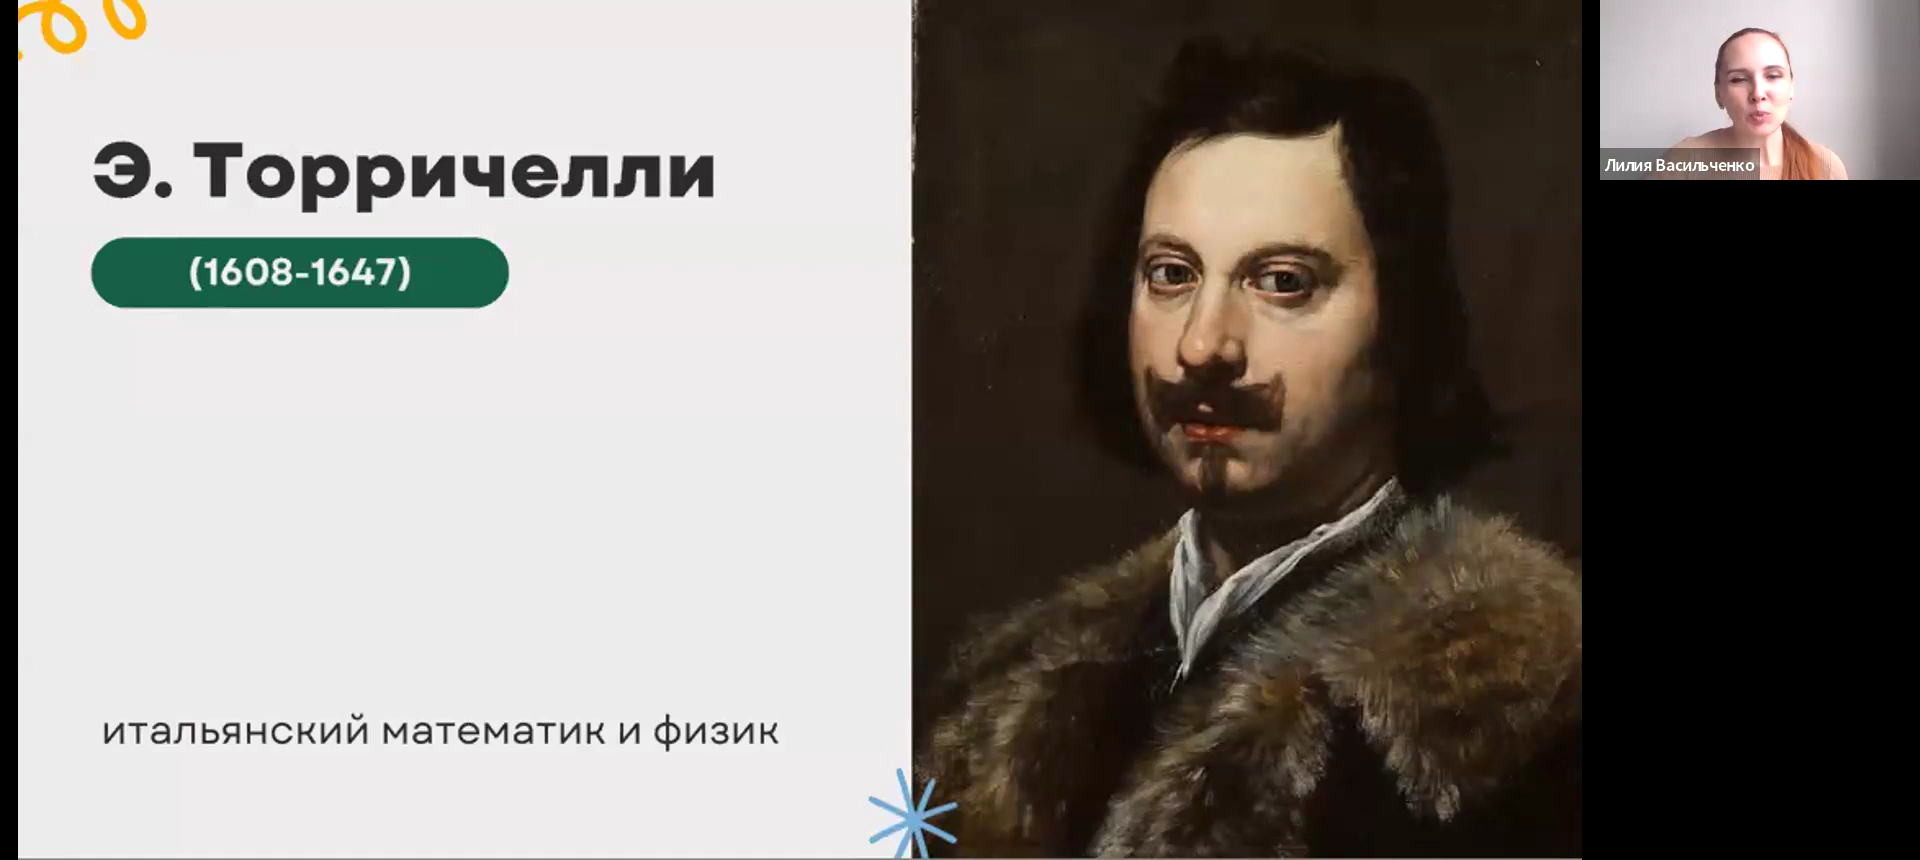 Э. Торричелли
(1608-1647)
итальянский математик и физик
Лилия Васильченко